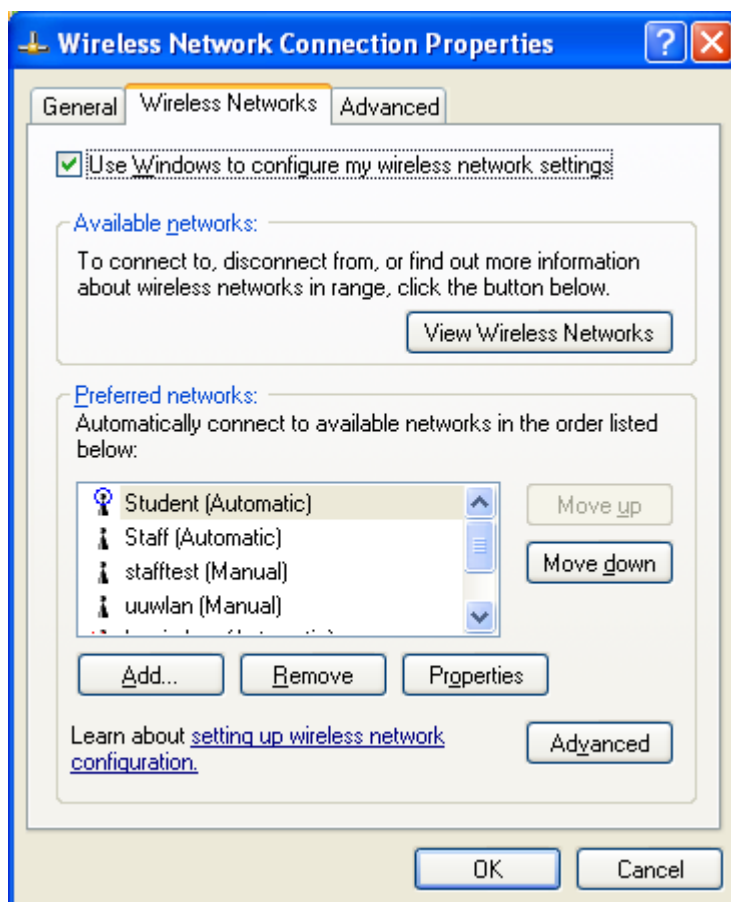 Wireless Network Connection Properties
General Wireless Networks Advanced
Use Windows to configure my wireless network settings
Available networks:
To connect to, disconnect from, or find out more information
about wireless networks in range, click the button below.
View Wireless Networks
Preferred networks:
Automatically connect to available networks in the order listed
below:
Student (Automatic)
Move up
Staff (Automatic)
stafftest (Manual)
Move down
uuwlan (Manual)
Add... Remove Properties
Learn about setting up wireless network
configuration.
Advanced
OK Cancel